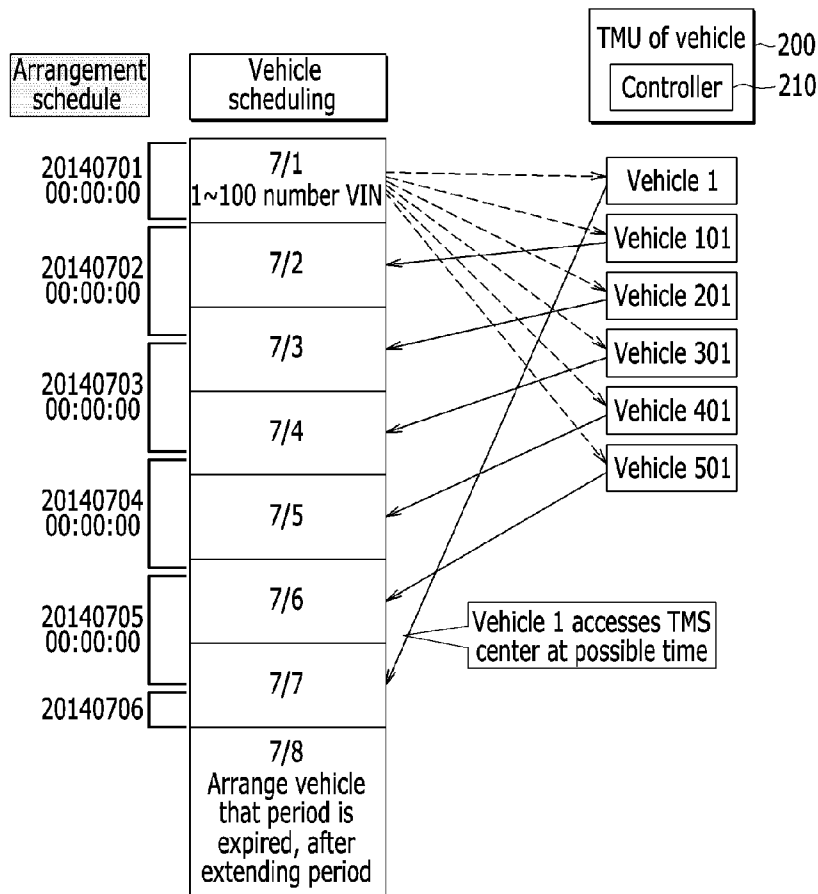 TMU of vehicle
200
Controller
210
Arrangement
schedule
Vehicle
scheduling
20140701
00:00:00
7/1
1~100 number VIN
Vehicle 1
20140702
00:00:00
7/2
Vehicle 101
7/3
Vehicle 201
20140703
00:00:00
7/4
Vehicle 301
Vehicle 401
Vehicle 501
20140704
00:00:00
7/5
7/6
20140705
00:00:00
Vehicle 1 accesses TMS
center at possible time
7/7
20140706
7/8
Arrange vehicle
that period is
expired, after
extending period